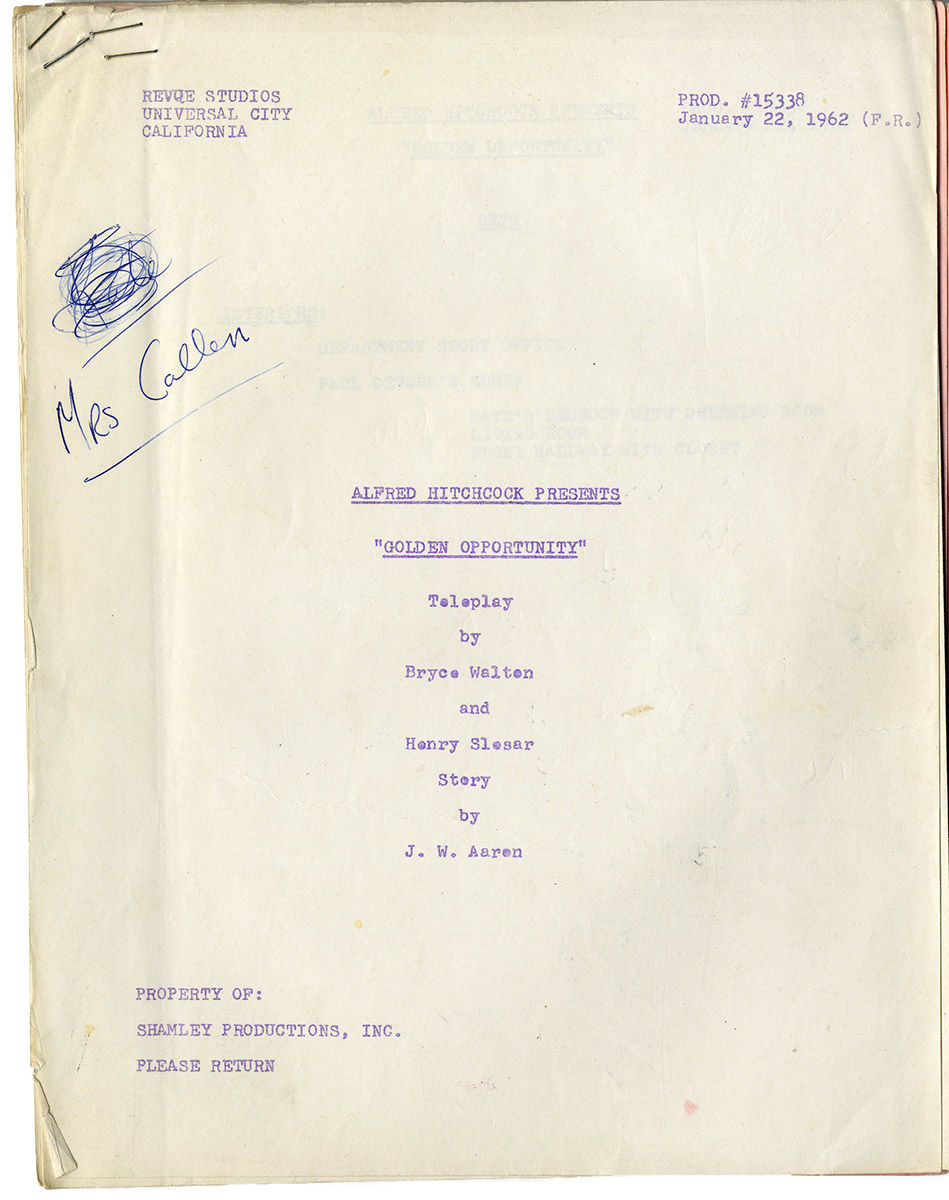 REVUE STUDIOS
UNIVERSAL CITY
CALIFORNIA
PROD. #15338
January 22, 1962 (F.R.)
Mrs Callen
ALFRED HITCHCOCK PRESENTS
"GOLDEN OPPORTUNITY"
Teleplay
by
Bryce Walton
and
Henry Slesar
Story
by
J. W. Aaron
PROPERTY OF:
SHAMLEY PRODUCTIONS, INC.
PLEASE RETURN